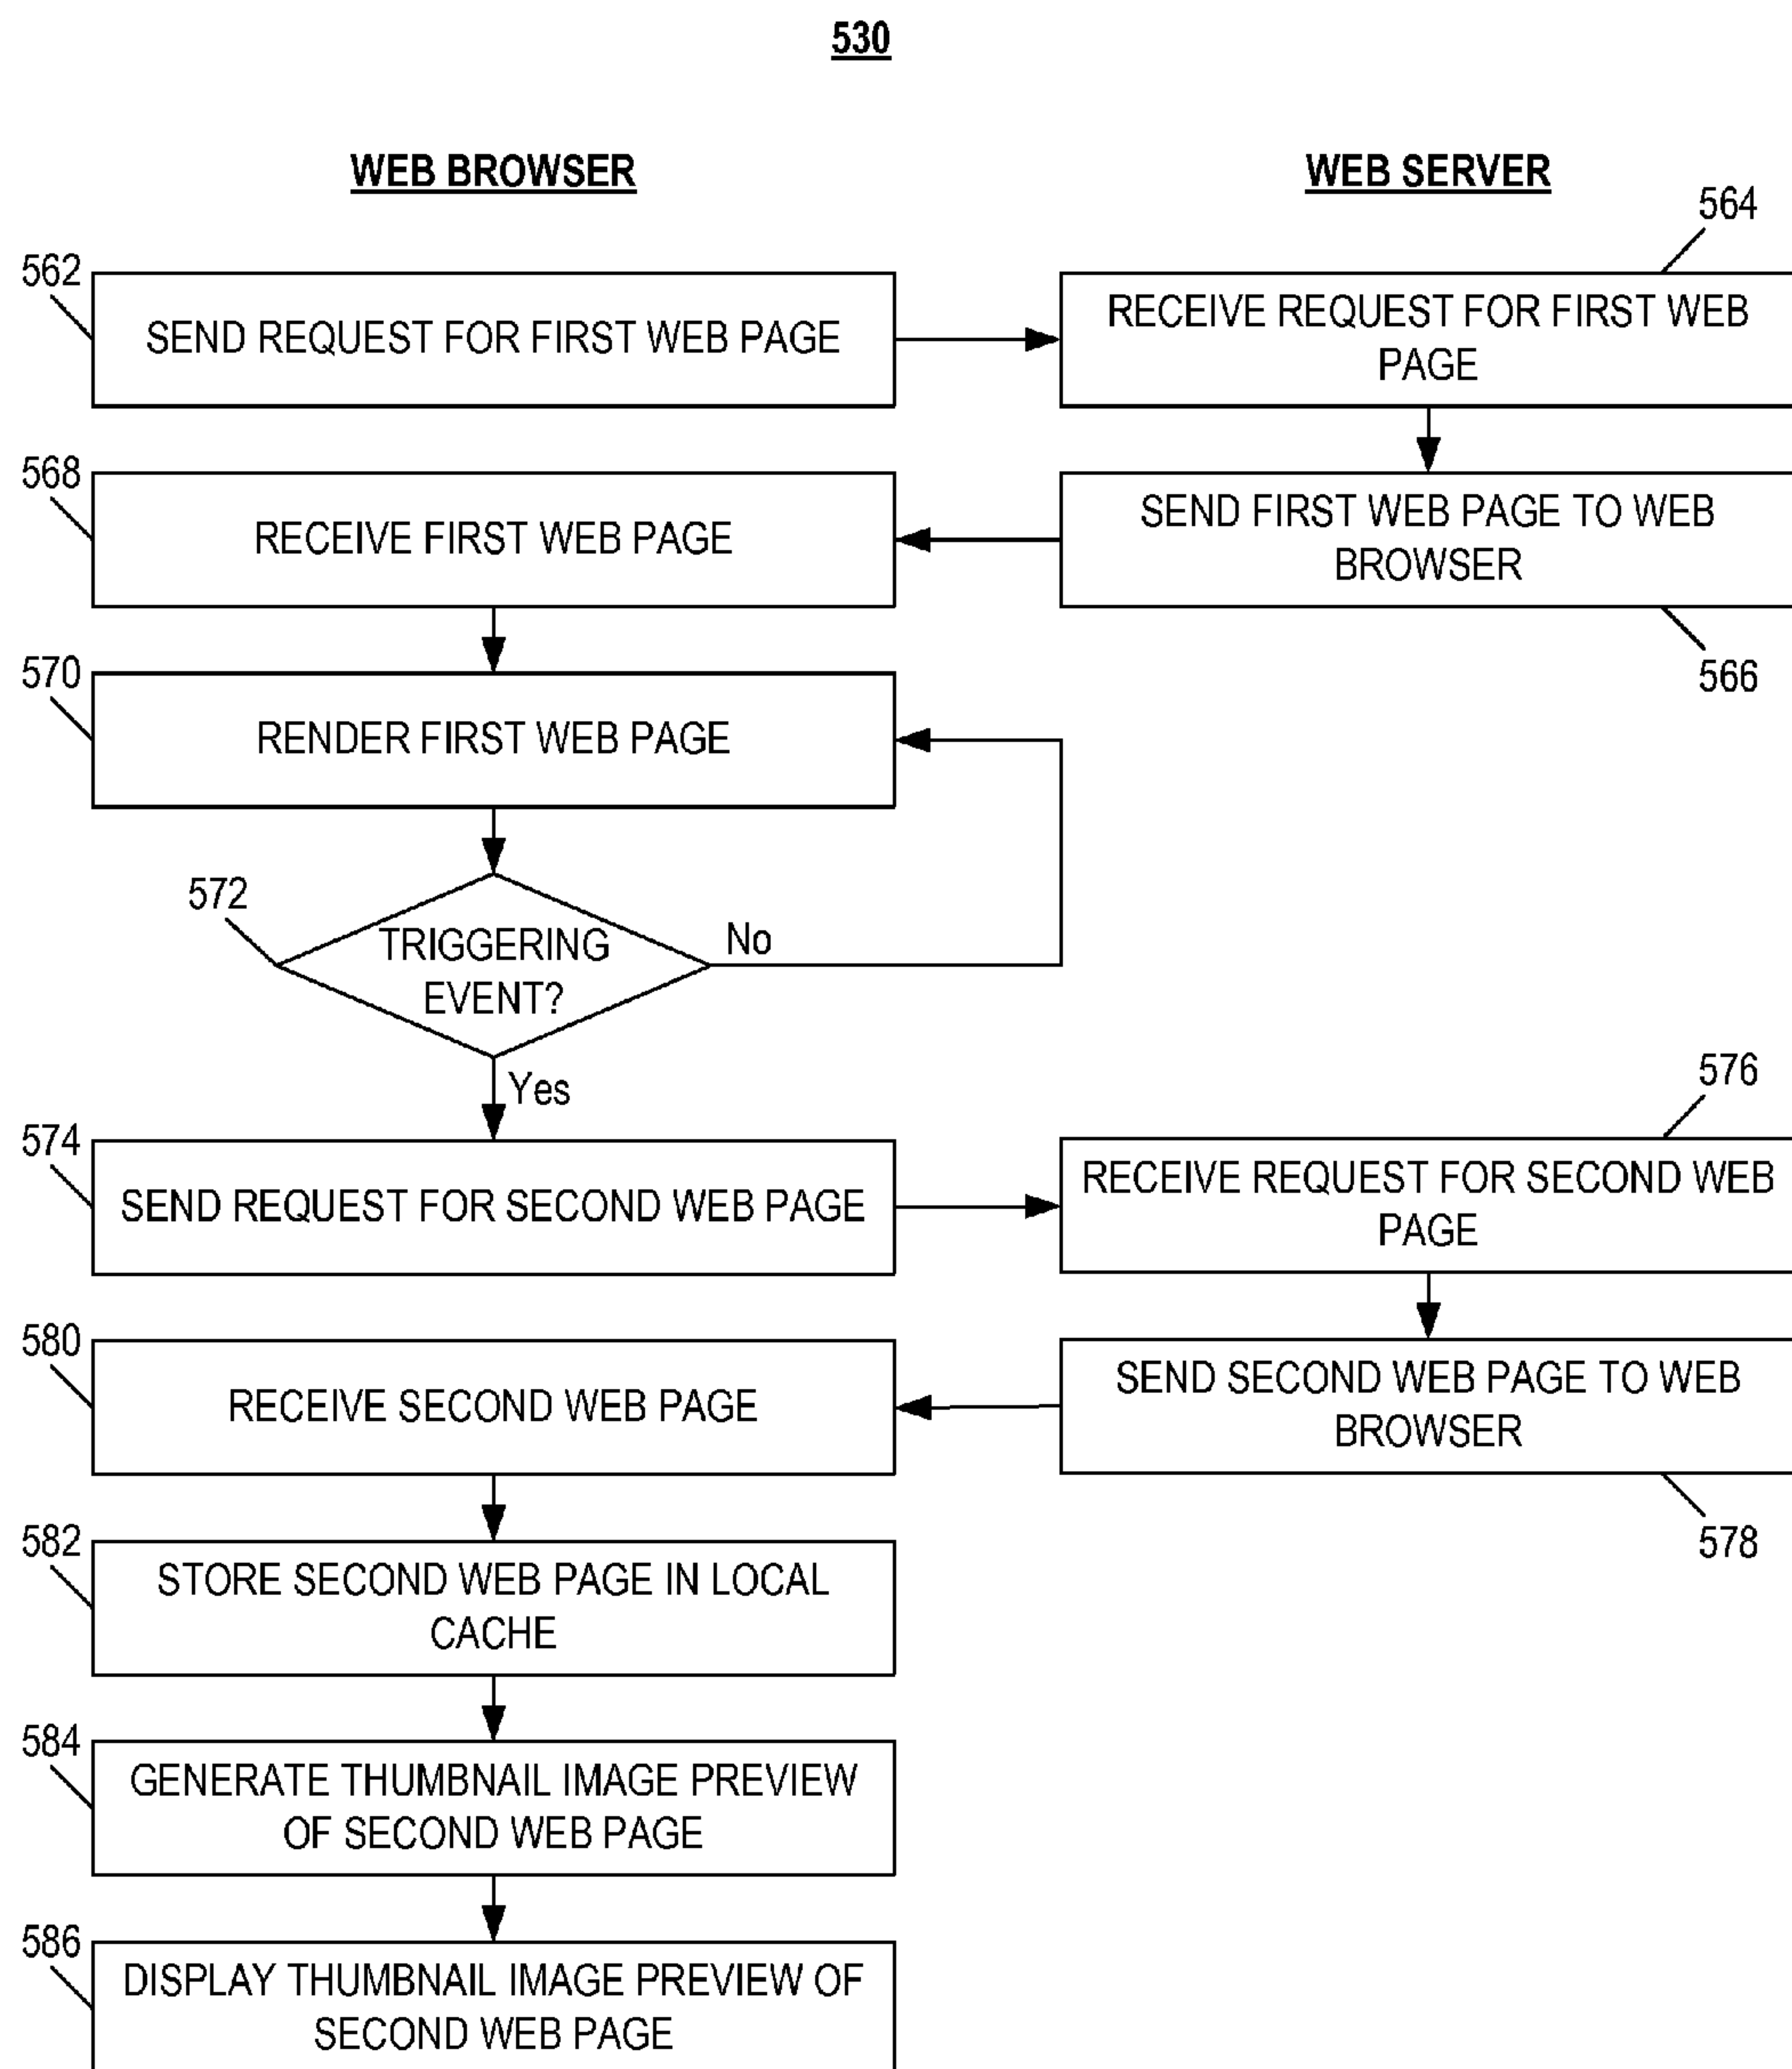 530
WEB BROWSER
WEB SERVER
562
SEND REQUEST FOR FIRST WEB PAGE
564
RECEIVE REQUEST FOR FIRST WEB
PAGE
568
RECEIVE FIRST WEB PAGE
SEND FIRST WEB PAGE TO WEB
BROWSER
566
570
RENDER FIRST WEB PAGE
572
TRIGGERING
EVENT?
No
Yes
574
SEND REQUEST FOR SECOND WEB PAGE
576
RECEIVE REQUEST FOR SECOND WEB
PAGE
580
RECEIVE SECOND WEB PAGE
SEND SECOND WEB PAGE TO WEB
BROWSER
578
582
STORE SECOND WEB PAGE IN LOCAL
CACHE
584
GENERATE THUMBNAIL IMAGE PREVIEW
OF SECOND WEB PAGE
586
DISPLAY THUMBNAIL IMAGE PREVIEW OF
SECOND WEB PAGE